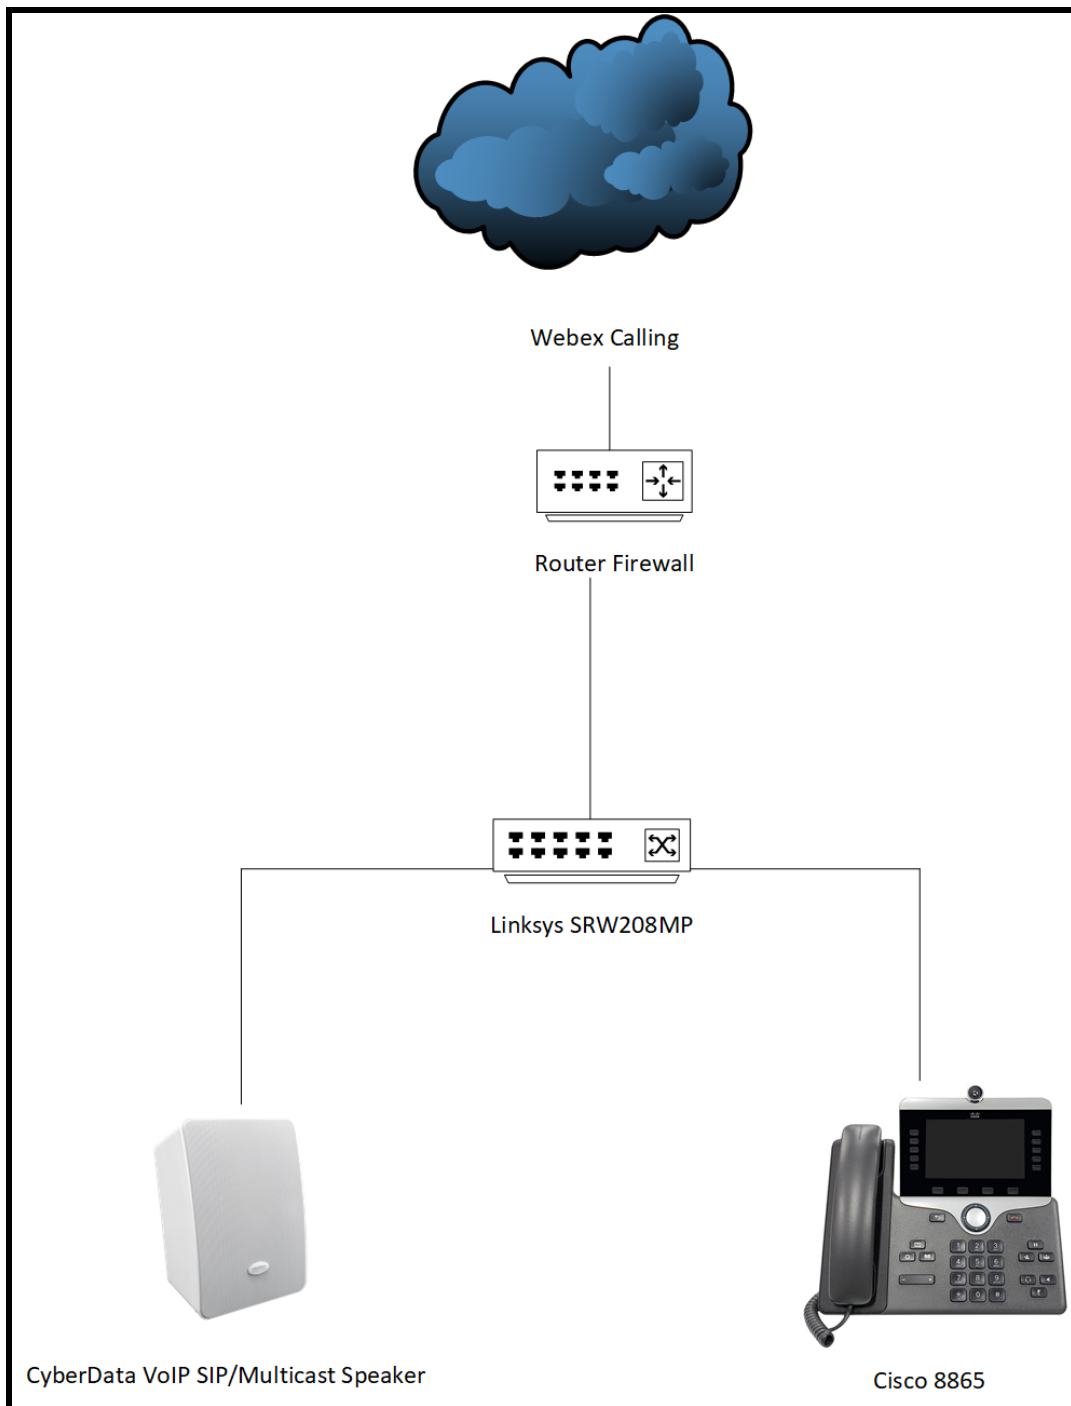 Webex Calling
Router Firewall
Linksys SRW208MP
CyberData VoIP SIP/Multicast Speaker
Cisco 8865